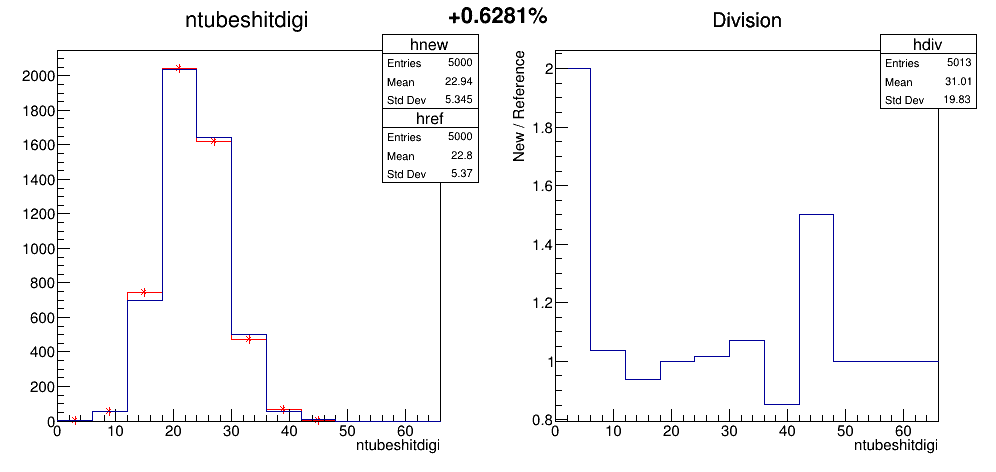 +0.6281%
ntubeshitdigi
hnew
Entries 5000
Mean 22.94
Std Dev 5.345
href
Entries 5000
Mean 22.8
Std Dev 5.37
2000
1800
1600
1400
1200
1000
800
600
400
200
0
0 10 20 30 40 50 60
ntubeshitdigi
Division
hdiv
Entries 5013
Mean 31.01
Std Dev 19.83
New / Reference
2
1.8
1.6
1.4
1.2
1
0.8
0 10 20 30 40 50 60
ntubeshitdigi